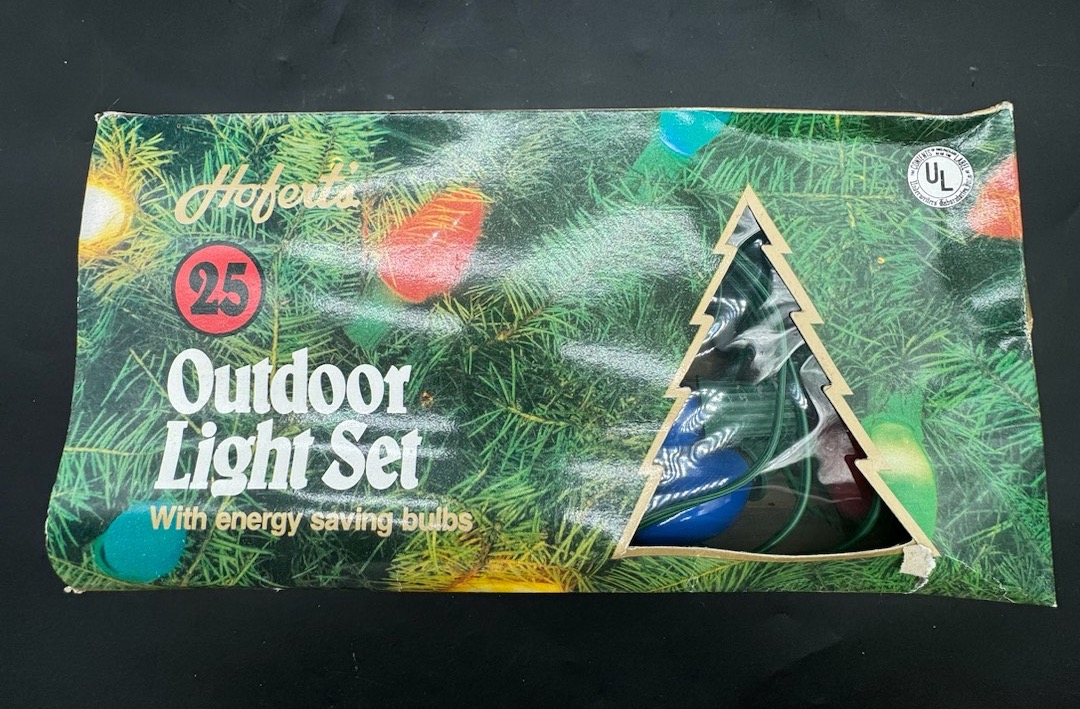 Hofert's
25
Outdoor
Light Set
With energy saving bulbs
UL